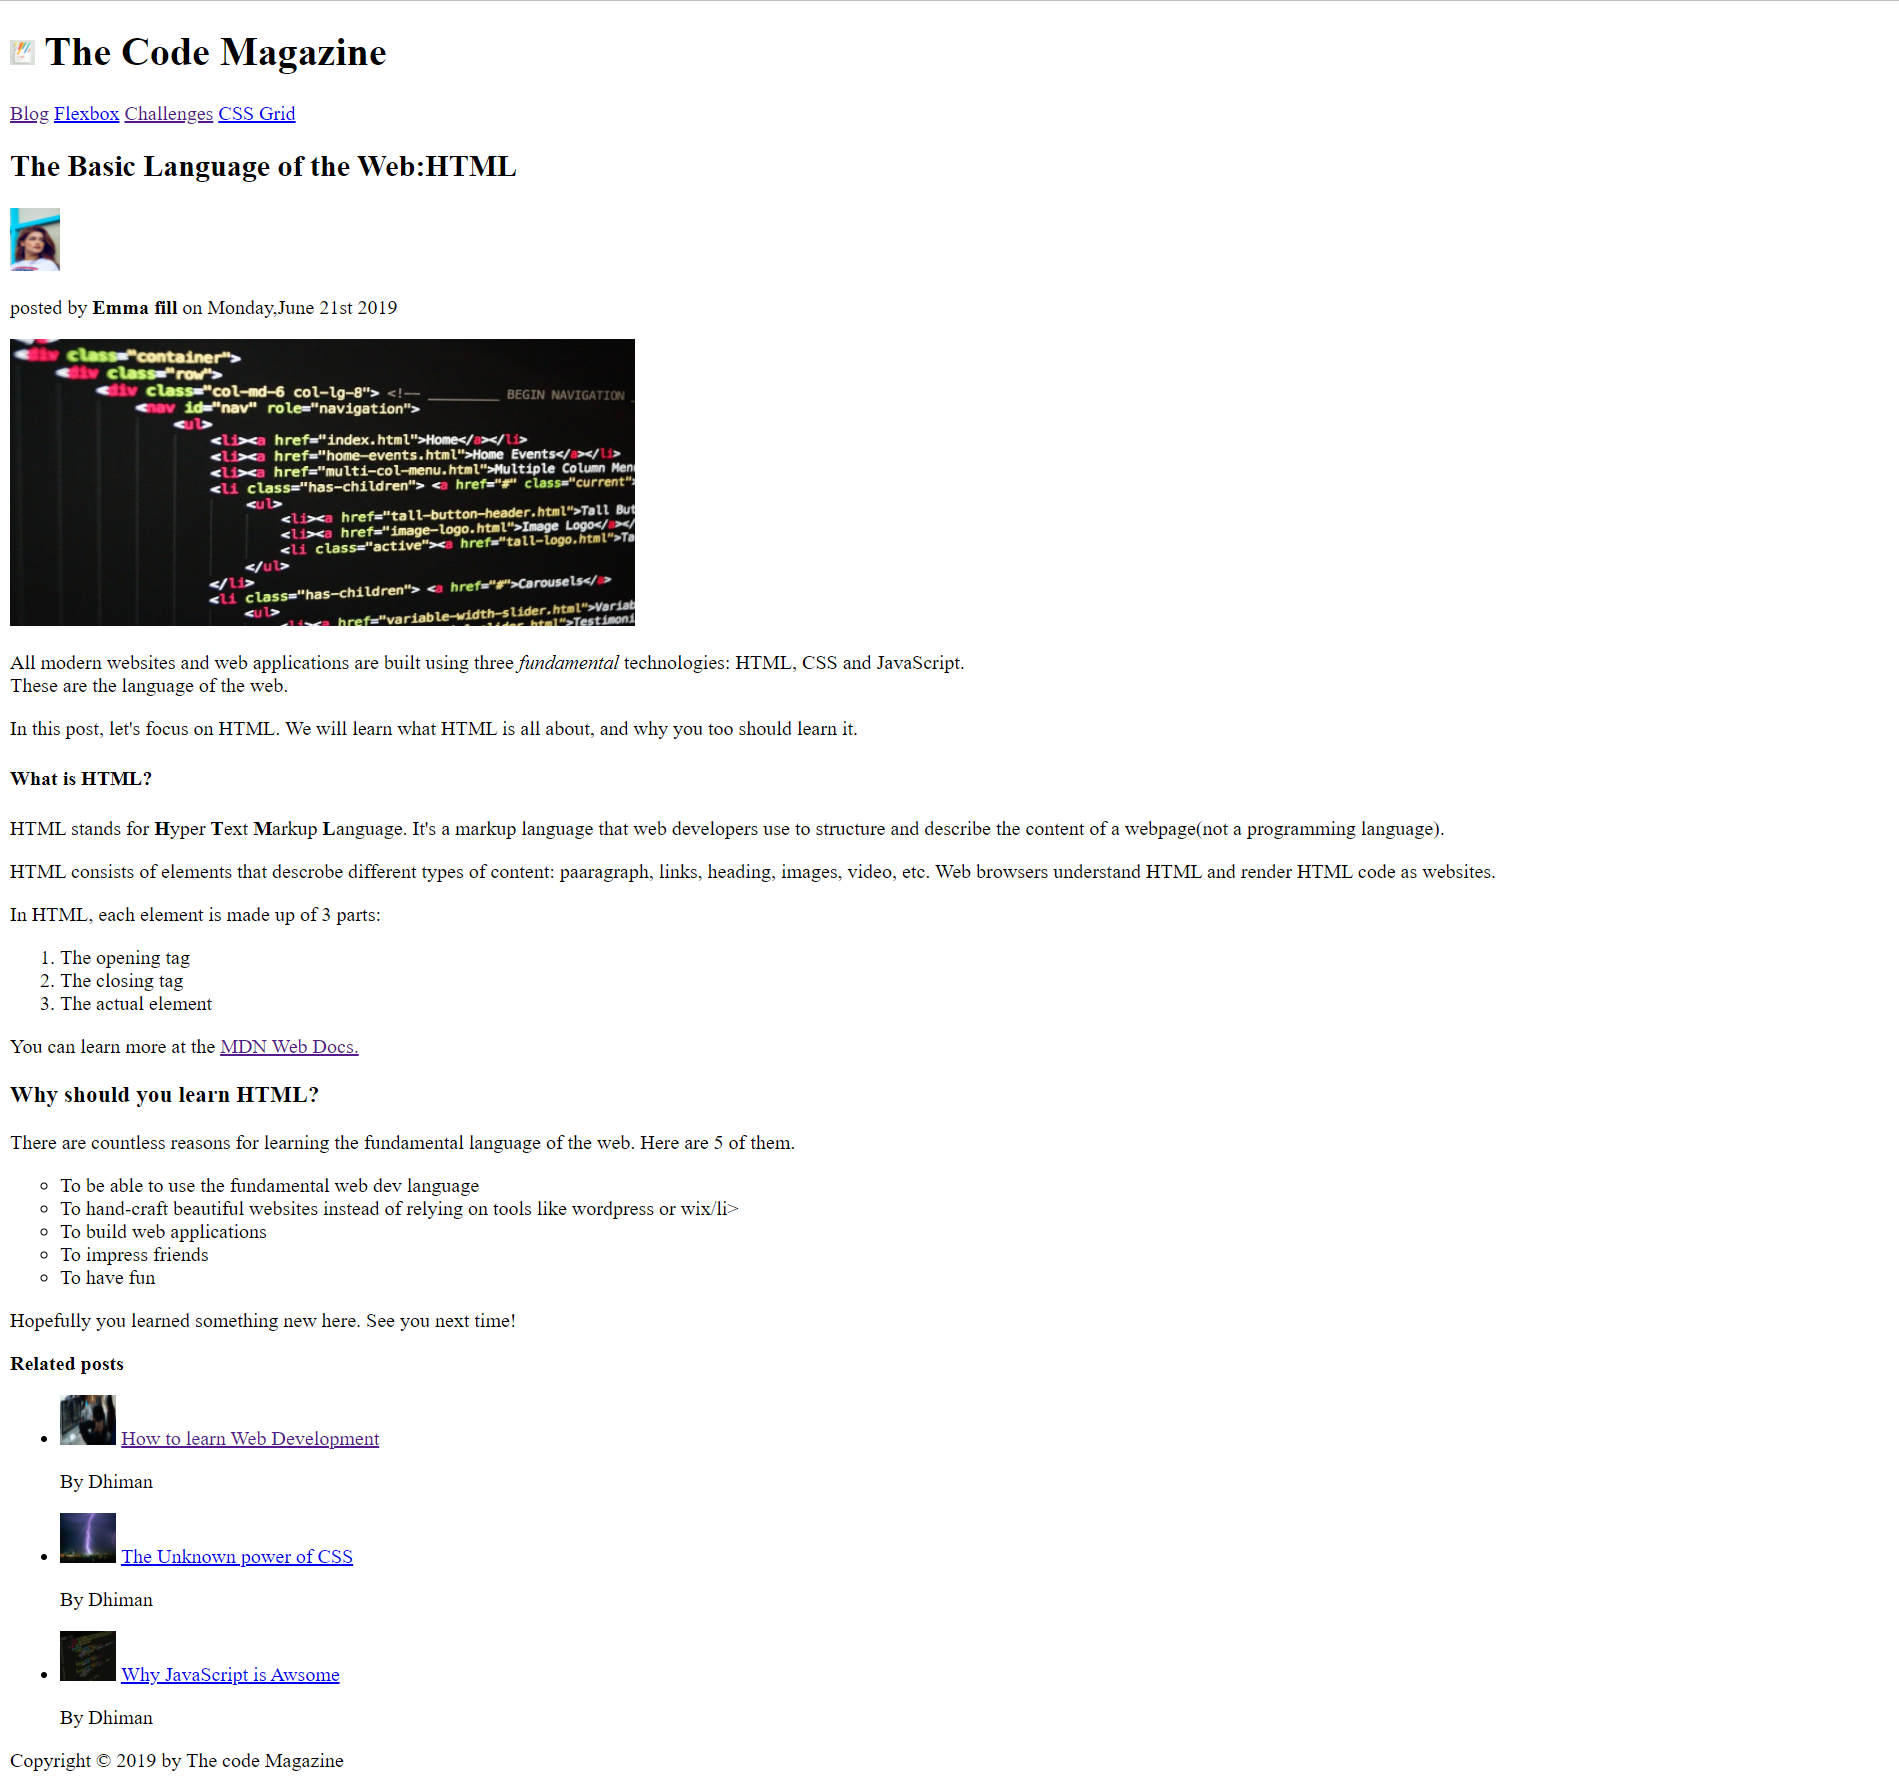 The Code Magazine
Blog Flexbox Challenges CSS Grid
The Basic Language of the Web:HTML
posted by Emma fill on Monday,June 21st 2019
<div class="container">
<div class="row">
<div class="col-md-6 col-lg-8"> <!-- __________ BEGIN NAVIGATION
<nav id="nav" role="navigation">
<ul>
<li><a href="index.html">Home</a></li>
<li><a href="home-events.html">Home Events</a></li>
<li><a href="multi-col-menu.html">Multiple Column Men
<li class="has-children"> <a href="#" class="current">
<ul>
<li><a href="tall-button-header.html">Tall But
<li><a href="image-logo.html">Image Logo</a></
<li class="active"><a href="tall-logo.html">Ta
</ul>
</li>
<li class="has-children"> <a href="#">Carousels</a>
<ul>
<li><a href="variable-width-slider.html">Variab
slider.html">Testimoni
All modern websites and web applications are built using three fundamental technologies: HTML, CSS and JavaScript.
These are the language of the web.
In this post, let's focus on HTML. We will learn what HTML is all about, and why you too should learn it.
What is HTML?
HTML stands for Hyper Text Markup Language. It's a markup language that web developers use to structure and describe the content of a webpage(not a programming language).
HTML consists of elements that descrobe different types of content: paaragraph, links, heading, images, video, etc. Web browsers understand HTML and render HTML code as websites.
In HTML, each element is made up of 3 parts:
1. The opening tag
2. The closing tag
3. The actual element
You can learn more at the MDN Web Docs.
Why should you learn HTML?
There are countless reasons for learning the fundamental language of the web. Here are 5 of them.
To be able to use the fundamental web dev language
To hand-craft beautiful websites instead of relying on tools like wordpress or wix/li>
To build web applications
To impress friends
To have fun
Hopefully you learned something new here. See you next time!
Related posts
How to learn Web Development
By Dhiman
The Unknown power of CSS
By Dhiman
Why JavaScript is Awsome
By Dhiman
Copyright © 2019 by The code Magazine